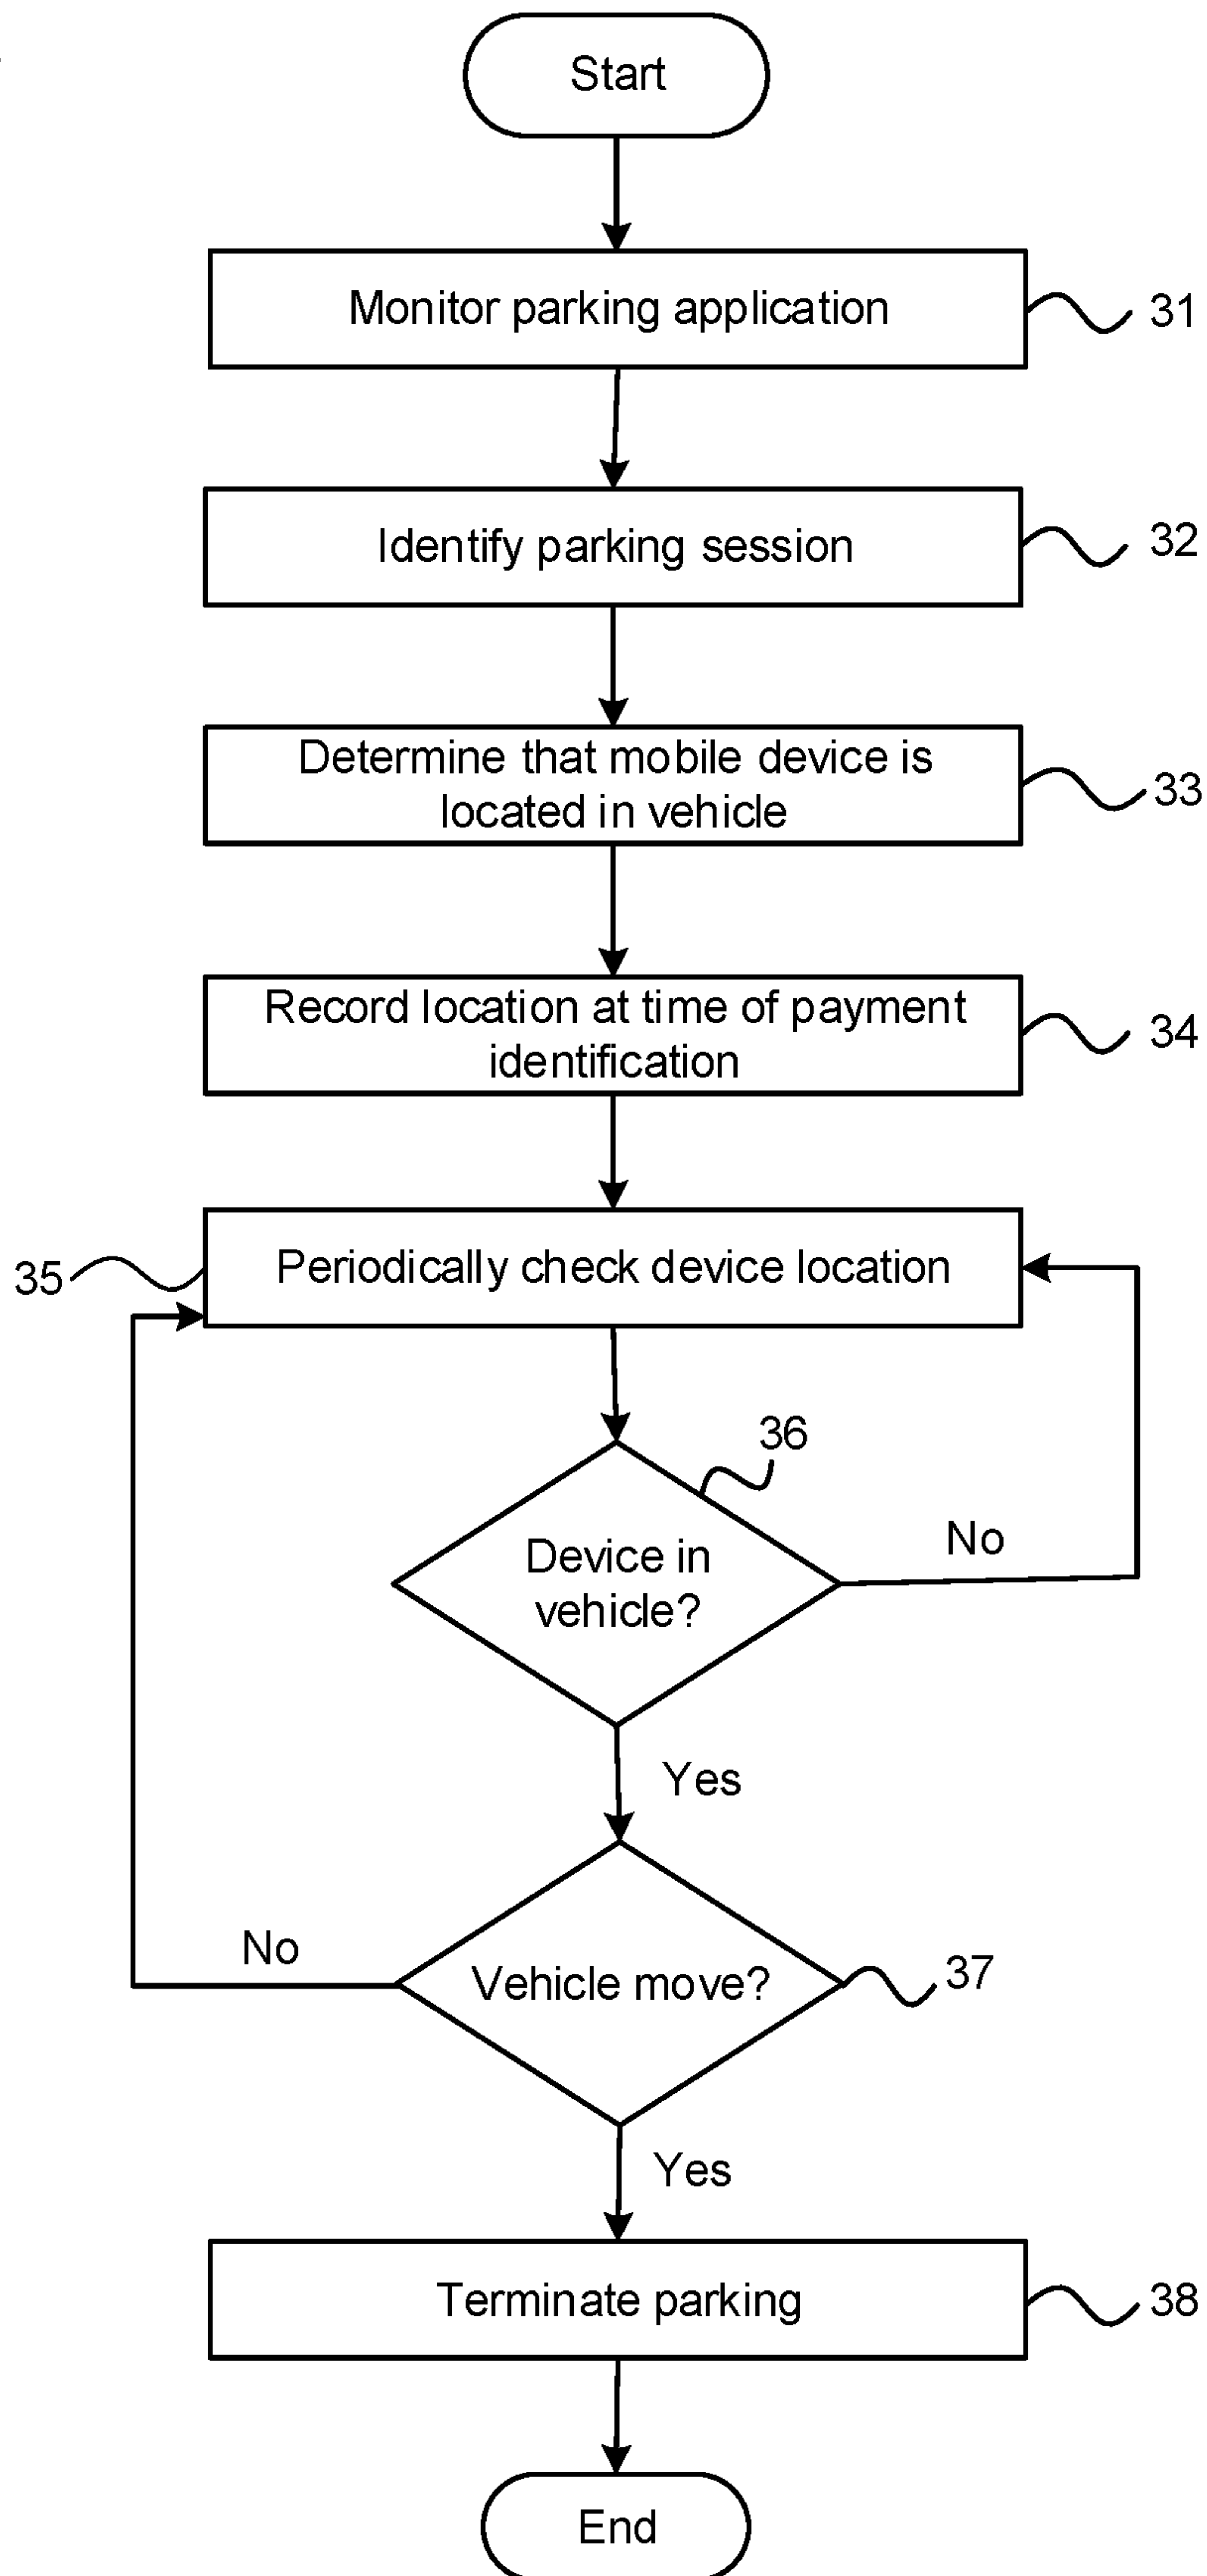 Start
Monitor parking application
31
Identify parking session
32
Determine that mobile device is
located in vehicle
33
Record location at time of payment
identification
34
Periodically check device location
35
36
Device in
vehicle?
No
Yes
No
Vehicle move?
37
Yes
Terminate parking
38
End